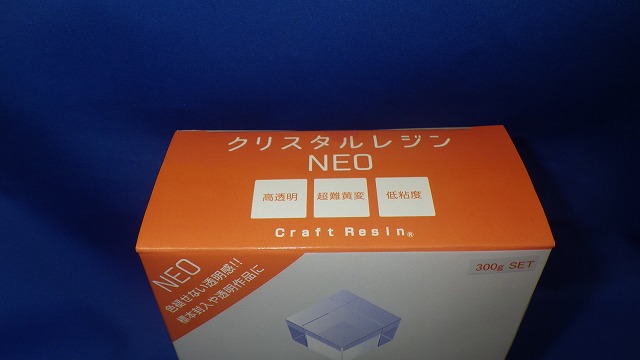 クリスタルレジン
NEO
高透明 超難黄変 低粘度
Craft Resin®
NEO
色褪せない透明感!!
標本封入や透明作品に
300g SET